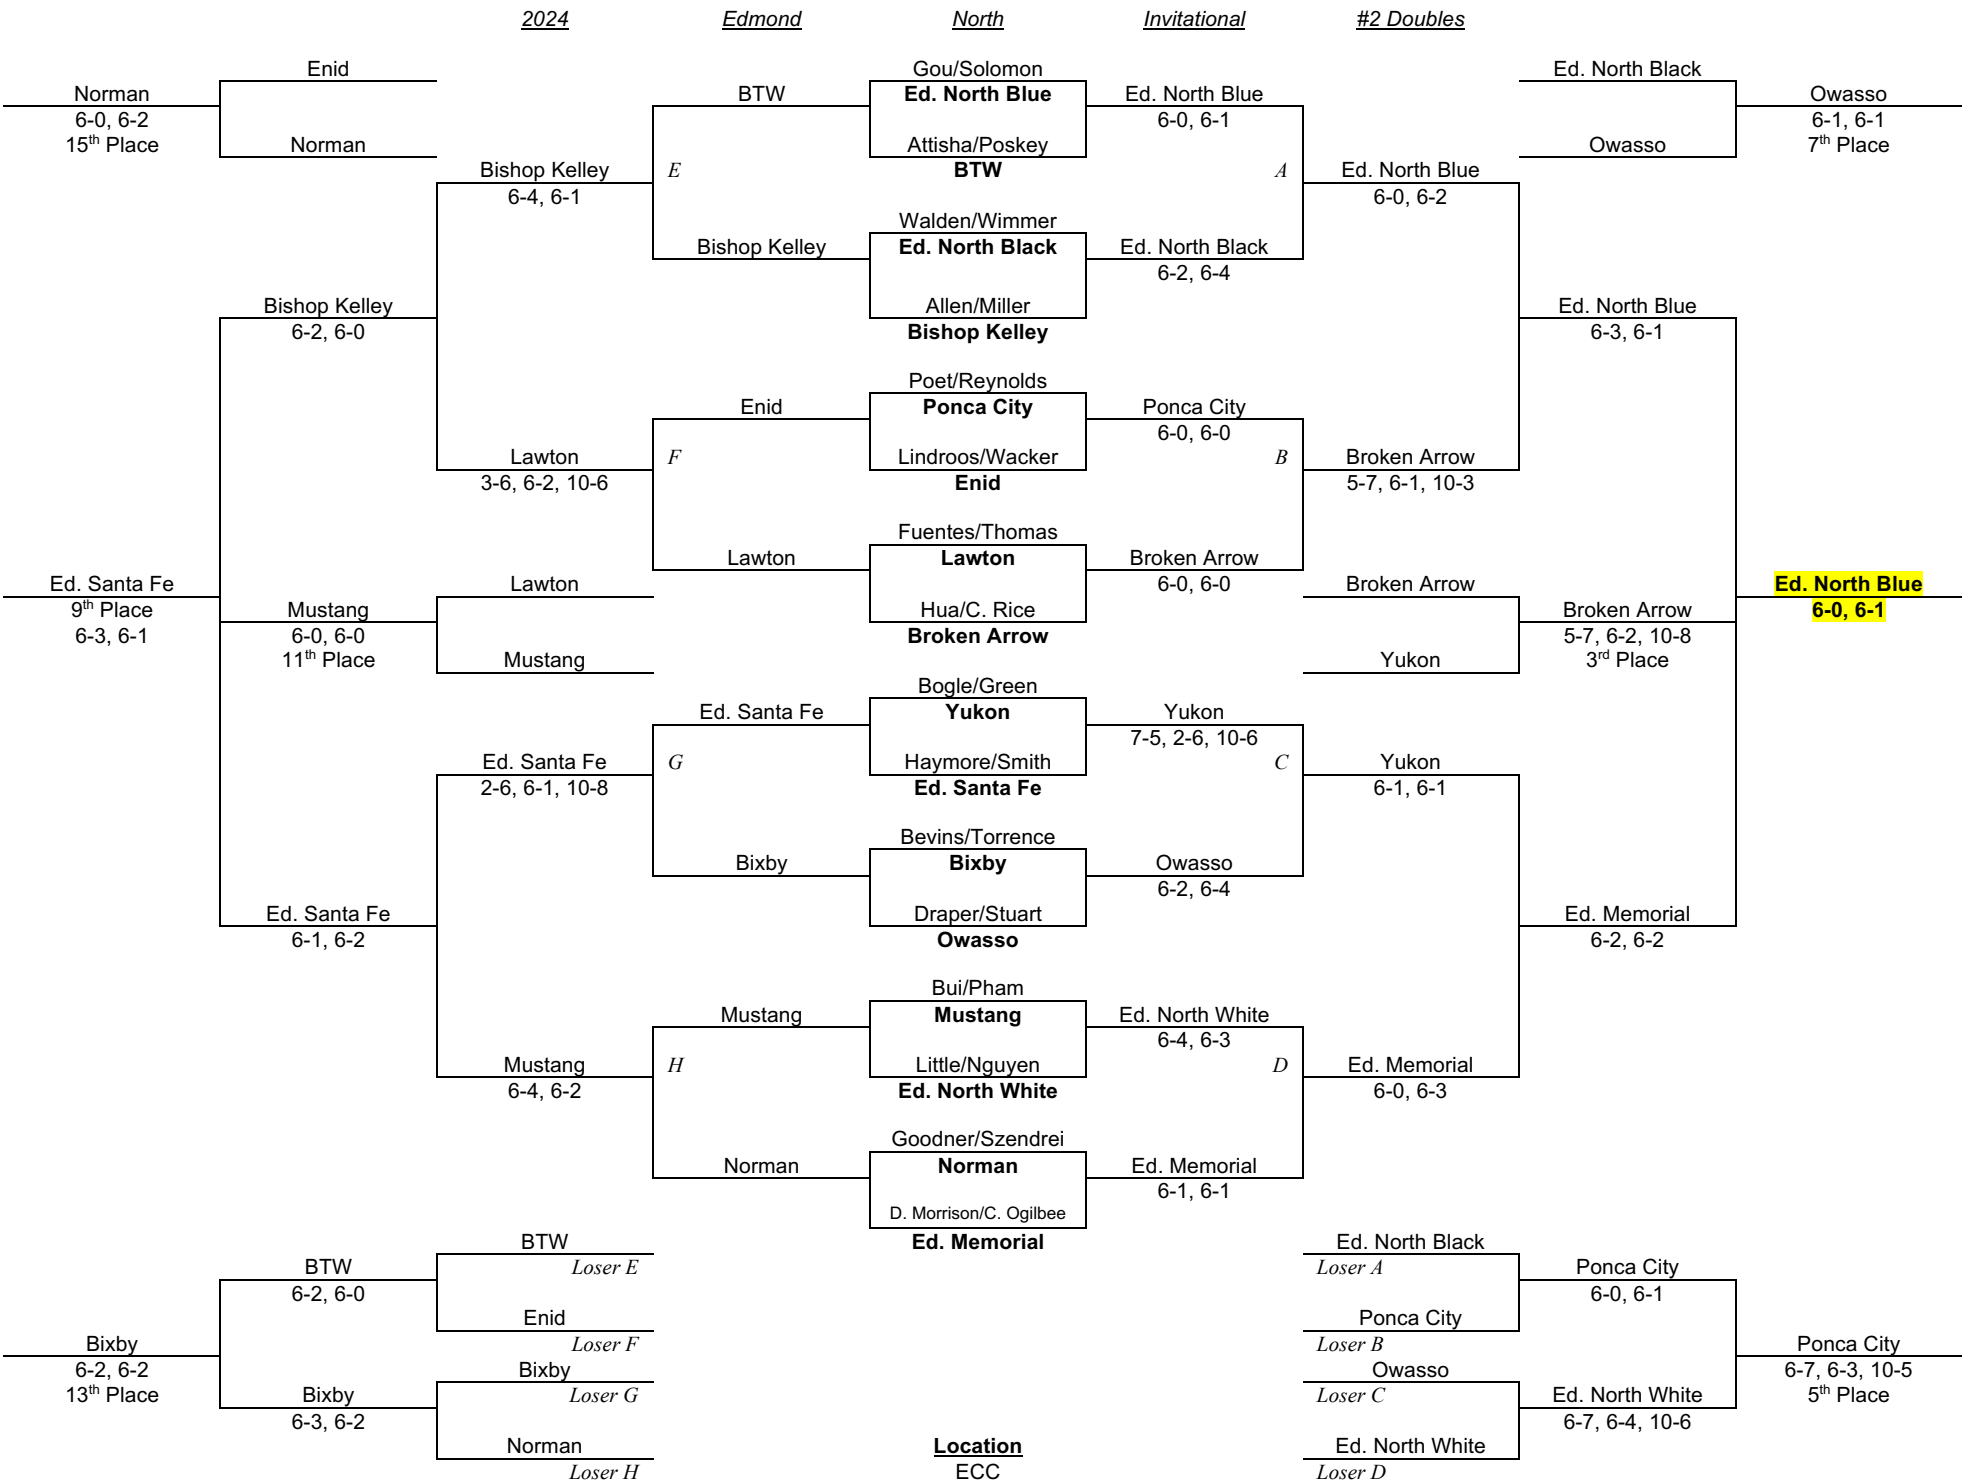 2024 Edmond North Invitational #2 Doubles
Enid
Norman
6-0, 6-2
15th Place
Norman
Bishop Kelley
6-4, 6-1
Bishop Kelley
6-2, 6-0
Lawton
3-6, 6-2, 10-6
Ed. Santa Fe
9th Place
6-3, 6-1
Lawton
Mustang
6-0, 6-0
11th Place
Mustang
Ed. Santa Fe
2-6, 6-1, 10-8
Ed. Santa Fe
6-1, 6-2
Mustang
6-4, 6-2
BTW
E
Bishop Kelley
Enid
F
Lawton
Ed. Santa Fe
G
Bixby
Mustang
H
Norman
Gou/Solomon
Ed. North Blue
Attisha/Poskey
BTW
Walden/Wimmer
Ed. North Black
Allen/Miller
Bishop Kelley
Poet/Reynolds
Ponca City
Lindroos/Wacker
Enid
Fuentes/Thomas
Lawton
Hua/C. Rice
Broken Arrow
Bogle/Green
Yukon
Haymore/Smith
Ed. Santa Fe
Bevins/Torrence
Bixby
Draper/Stuart
Owasso
Bui/Pham
Mustang
Little/Nguyen
Ed. North White
Goodner/Szendrei
Norman
D. Morrison/C. Ogilbee
Ed. Memorial
Ed. North Blue
6-0, 6-1
A
Ed. North Black
6-2, 6-4
Ponca City
6-0, 6-0
B
Broken Arrow
6-0, 6-0
Yukon
7-5, 2-6, 10-6
C
Owasso
6-2, 6-4
Ed. North White
6-4, 6-3
D
Ed. Memorial
6-1, 6-1
Ed. North Blue
6-0, 6-2
Broken Arrow
5-7, 6-1, 10-3
Broken Arrow
Yukon
Yukon
6-1, 6-1
Ed. Memorial
6-0, 6-3
Ed. North Black
Owasso
Owasso
6-1, 6-1
7th Place
Ed. North Blue
6-3, 6-1
Broken Arrow
5-7, 6-2, 10-8
3rd Place
Ed. Memorial
6-2, 6-2
Ed. North Blue
6-0, 6-1
BTW
Loser E
BTW
6-2, 6-0
Enid
Loser F
Bixby
6-2, 6-2
13th Place
Bixby
Loser G
Bixby
6-3, 6-2
Norman
Loser H
Location
ECC
Ed. North Black
Loser A
Ponca City
6-0, 6-1
Ponca City
Loser B
Owasso
Loser C
Ed. North White
6-7, 6-4, 10-6
Ed. North White
Loser D
Ponca City
6-7, 6-3, 10-5
5th Place